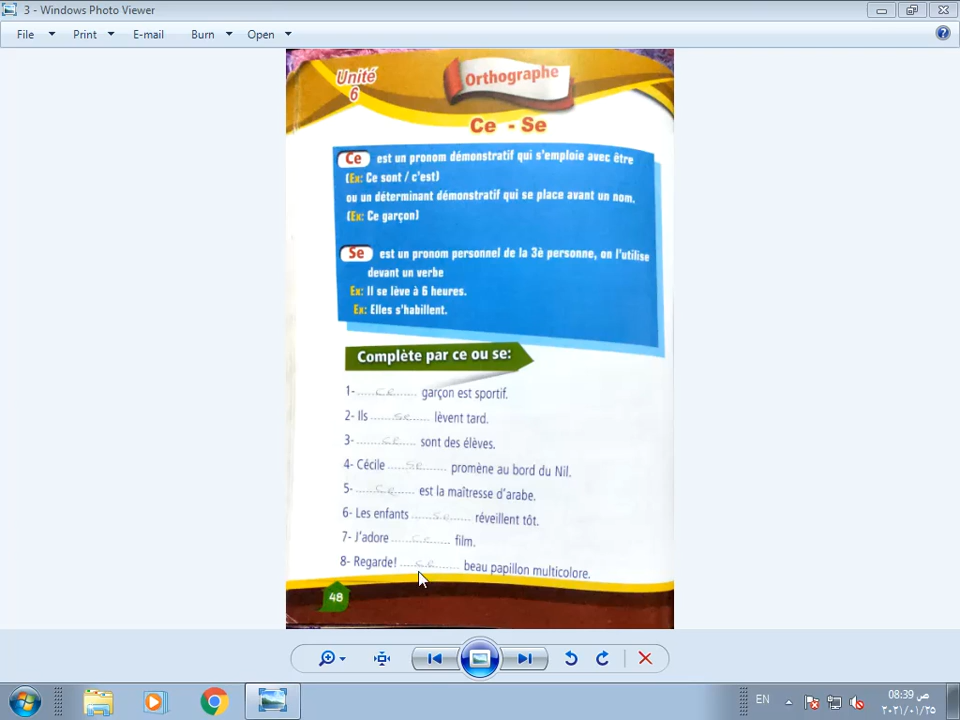 3 - Windows Photo Viewer
File Print E-mail Burn Open
Unité
6
Orthographe
Ce - Se
Ce est un pronom démonstratif qui s'emploie avec être
(Ex: Ce sont / c'est)
ou un déterminant démonstratif qui se place avant un nom.
(Ex: Ce garçon)
Se est un pronom personnel de la 3è personne, on l'utilise
devant un verbe
Ex: Il se lève à 6 heures.
Ex: Elles s'habillent.
Complète par ce ou se:
1- ...ce... garçon est sportif.
2- Ils ...se... lèvent tard.
3- ...ce... sont des élèves.
4- Cécile ...se... promène au bord du Nil.
5- ...ce... est la maîtresse d'arabe.
6- Les enfants ...se... réveillent tôt.
7- J'adore ...ce... film.
8- Regarde! ...ce... beau papillon multicolore.
48
EN
08:39 ص
٢٠٢١/٠١/٢٥